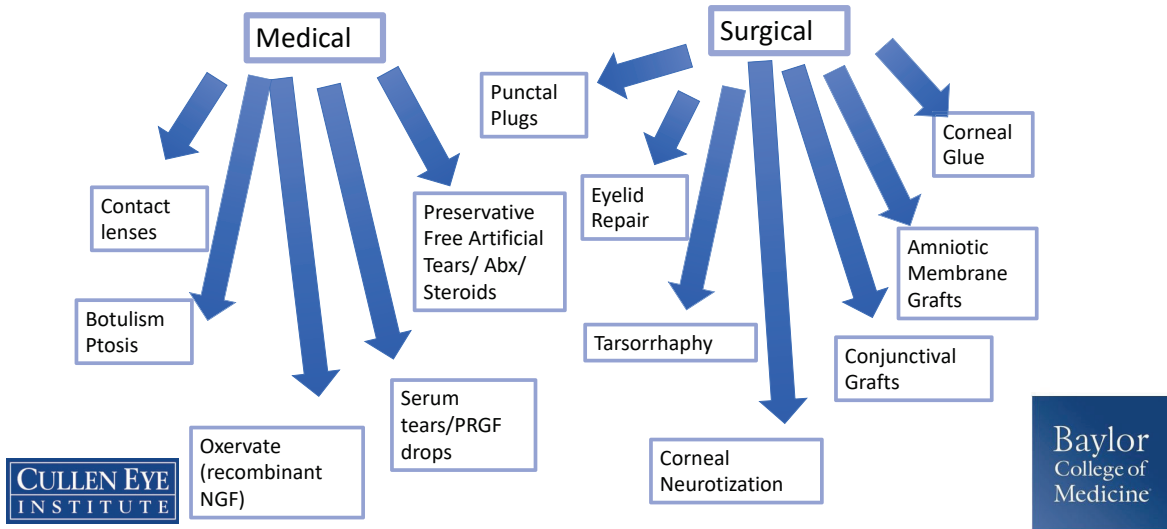 Medical
Contact
lenses
Botulism
Ptosis
Oxervate
(recombinant
NGF)
Serum
tears/PRGF
drops
Preservative
Free Artificial
Tears/ Abx/
Steroids
Surgical
Punctal
Plugs
Eyelid
Repair
Tarsorrhaphy
Corneal
Neurotization
Conjunctival
Grafts
Amniotic
Membrane
Grafts
Corneal
Glue
CULLEN EYE
INSTITUTE
Baylor
College of
Medicine